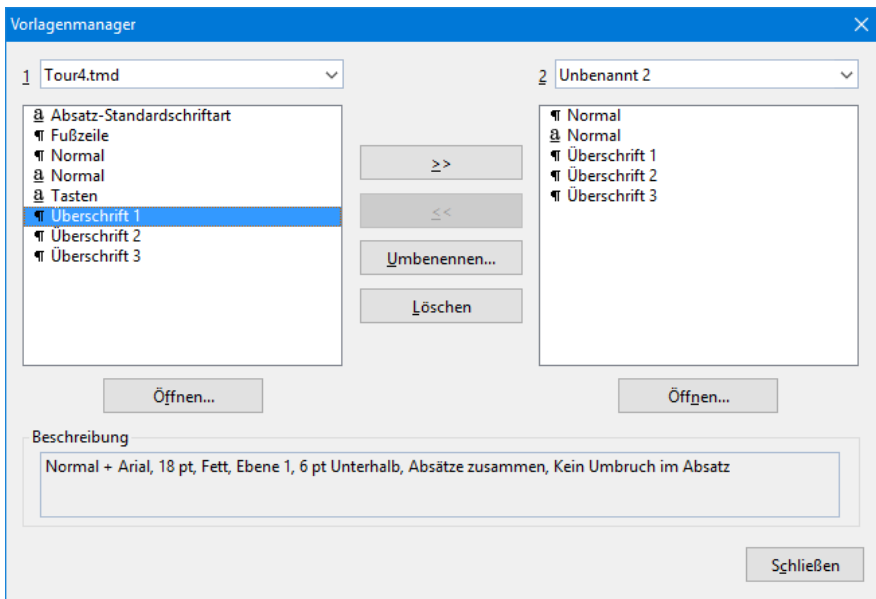 Vorlagenmanager
1 Tour4.tmd
2 Unbenannt 2
a Absatz-Standardschriftart
¶ Fußzeile
¶ Normal
a Normal
a Tasten
¶ Überschrift 1
¶ Überschrift 2
¶ Überschrift 3
>>
<<
Umbenennen...
Löschen
¶ Normal
a Normal
¶ Überschrift 1
¶ Überschrift 2
¶ Überschrift 3
Öffnen...
Öffnen...
Beschreibung
Normal + Arial, 18 pt, Fett, Ebene 1, 6 pt Unterhalb, Absätze zusammen, Kein Umbruch im Absatz
Schließen